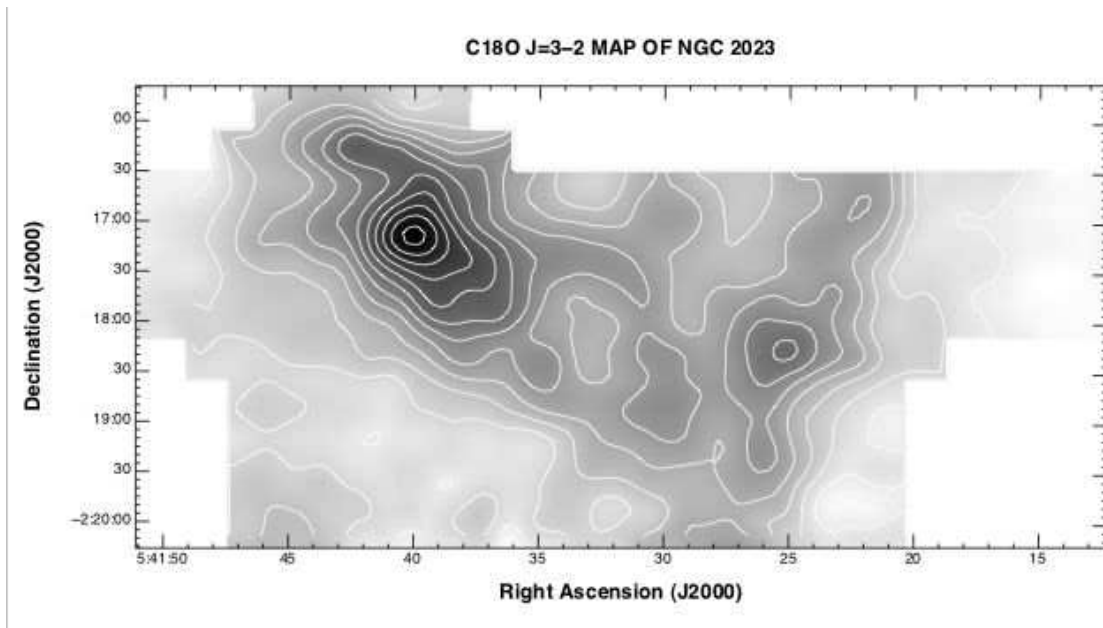 C18O J=3–2 MAP OF NGC 2023
Declination (J2000)
00
30
17:00
30
18:00
30
19:00
30
–2:20:00
5:41:50 45 40 35 30 25 20 15
Right Ascension (J2000)